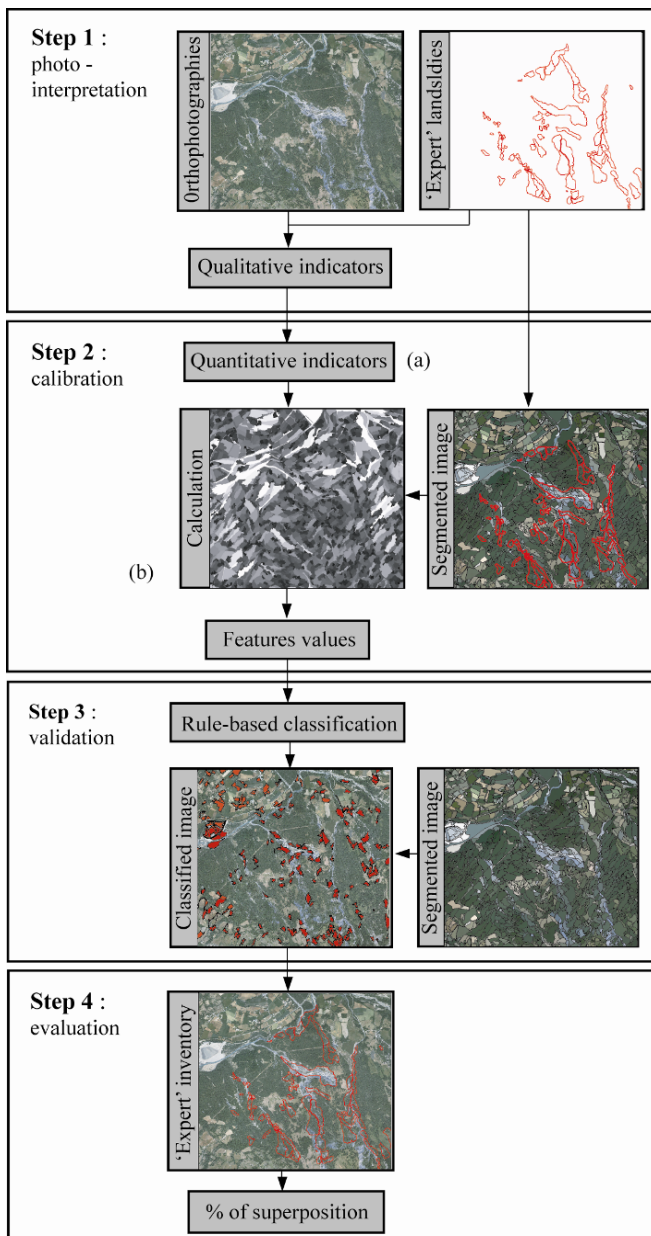 Step 1 :
photo -
interpretation
0rthophotographies
'Expert' landsldies
Qualitative indicators
Step 2 :
calibration
Quantitative indicators
(a)
Calculation
Segmented image
(b)
Features values
Step 3 :
validation
Rule-based classification
Classified image
Segmented image
Step 4 :
evaluation
'Expert' inventory
% of superposition